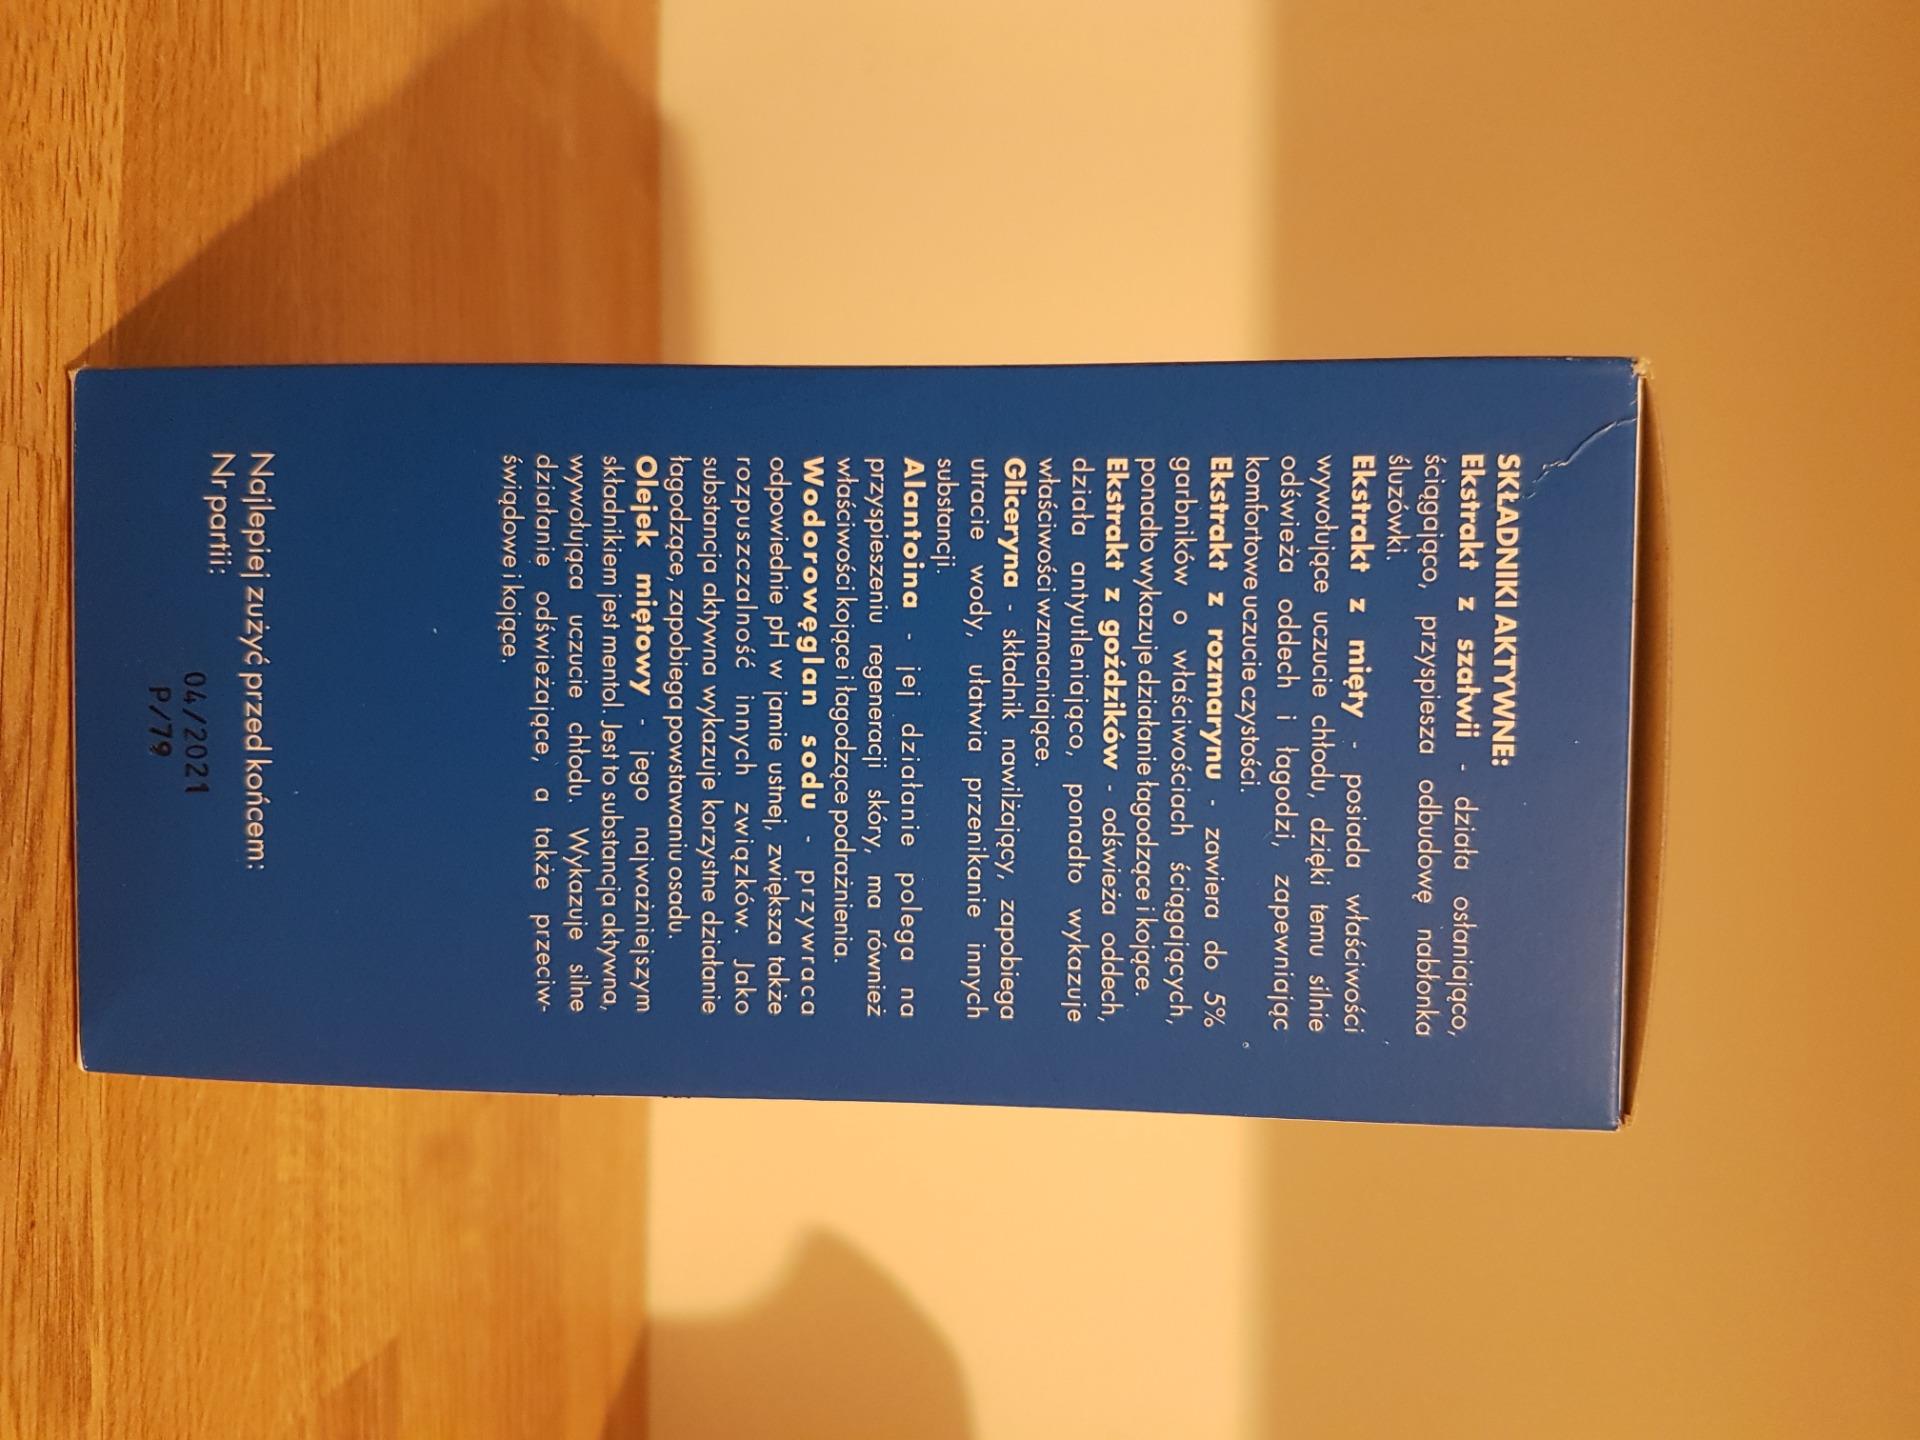 SKŁADNIKI AKTYWNE:
Ekstrakt z szałwii - działa osłaniająco,
ściągająco, przyspiesza odbudowę nabłonka
śluzówki.
Ekstrakt z mięty - posiada właściwości
wywołujące uczucie chłodu, dzięki temu silnie
odświeża oddech i łagodzi, zapewniając
komfortowe uczucie czystości.
Ekstrakt z rozmarynu - zawiera do 5%
garbników o właściwościach ściągających,
ponadto wykazuje działanie łagodzące i kojące.
Ekstrakt z goździków - odświeża oddech,
działa antyutleniająco, ponadto wykazuje
właściwości wzmacniające.
Gliceryna - składnik nawilżający, zapobiega
utracie wody, ułatwia przenikanie innych
substancji.
Alantoina - jej działanie polega na
przyspieszeniu regeneracji skóry, ma również
właściwości kojące i łagodzące podrażnienia.
Wodorowęglan sodu - przywraca
odpowiednie pH w jamie ustnej, zwiększa także
rozpuszczalność innych związków. Jako
substancja aktywna wykazuje korzystne działanie
łagodzące, zapobiega powstawaniu osadu.
Olejek miętowy - jego najważniejszym
składnikiem jest mentol. Jest to substancja aktywna,
wywołująca uczucie chłodu. Wykazuje silne
działanie odświeżające, a także przeciw-
świądowe i kojące.
Najlepiej zużyć przed końcem:
Nr partii:
04/2021
P/79